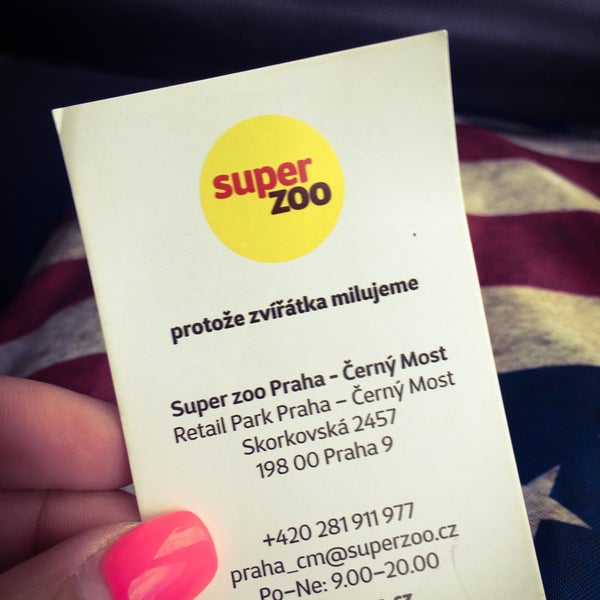 super
zoo
protože zvířátka milujeme
Super zoo Praha - Černý Most
Retail Park Praha – Černý Most
Skorkovská 2457
198 00 Praha 9
+420 281 911 977
praha_cm@superzoo.cz
Po–Ne: 9.00–20.00